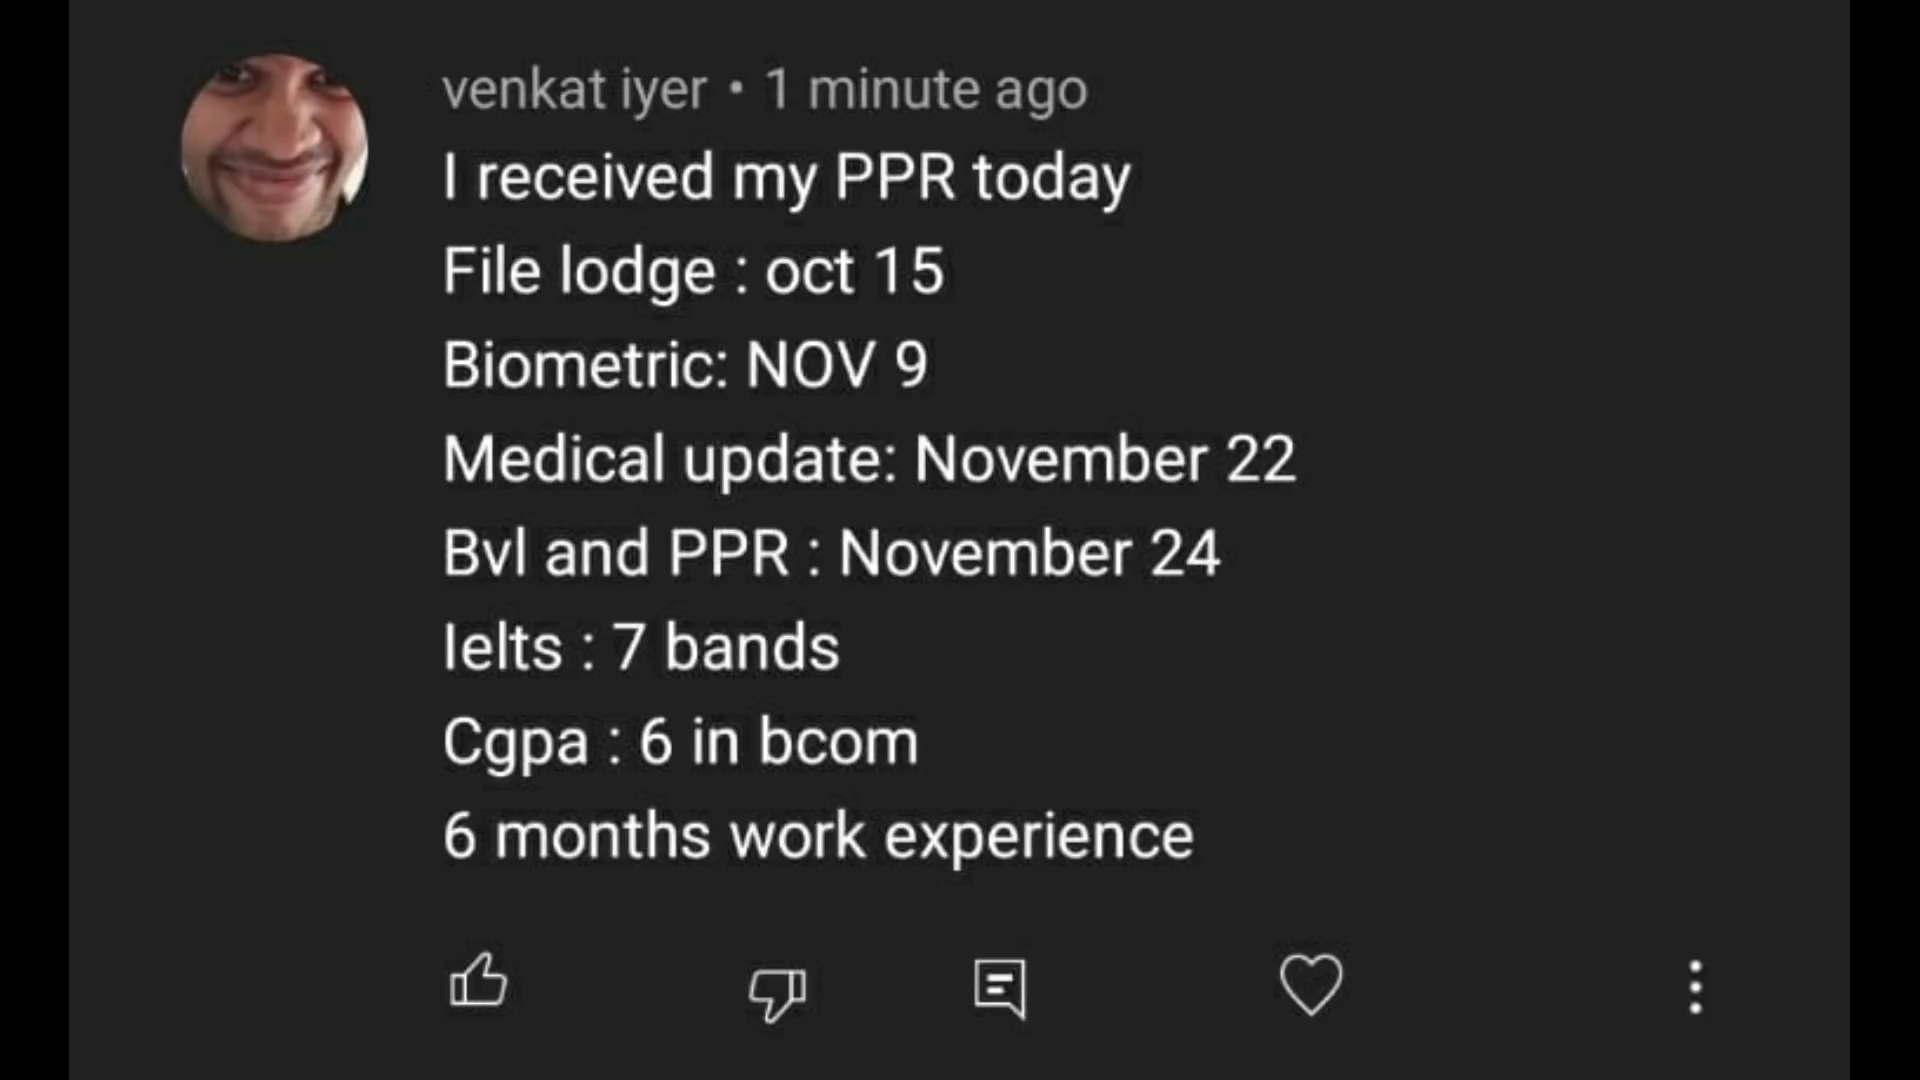 venkat iyer • 1 minute ago
I received my PPR today
File lodge : oct 15
Biometric: NOV 9
Medical update: November 22
Bvl and PPR : November 24
Ielts : 7 bands
Cgpa : 6 in bcom
6 months work experience